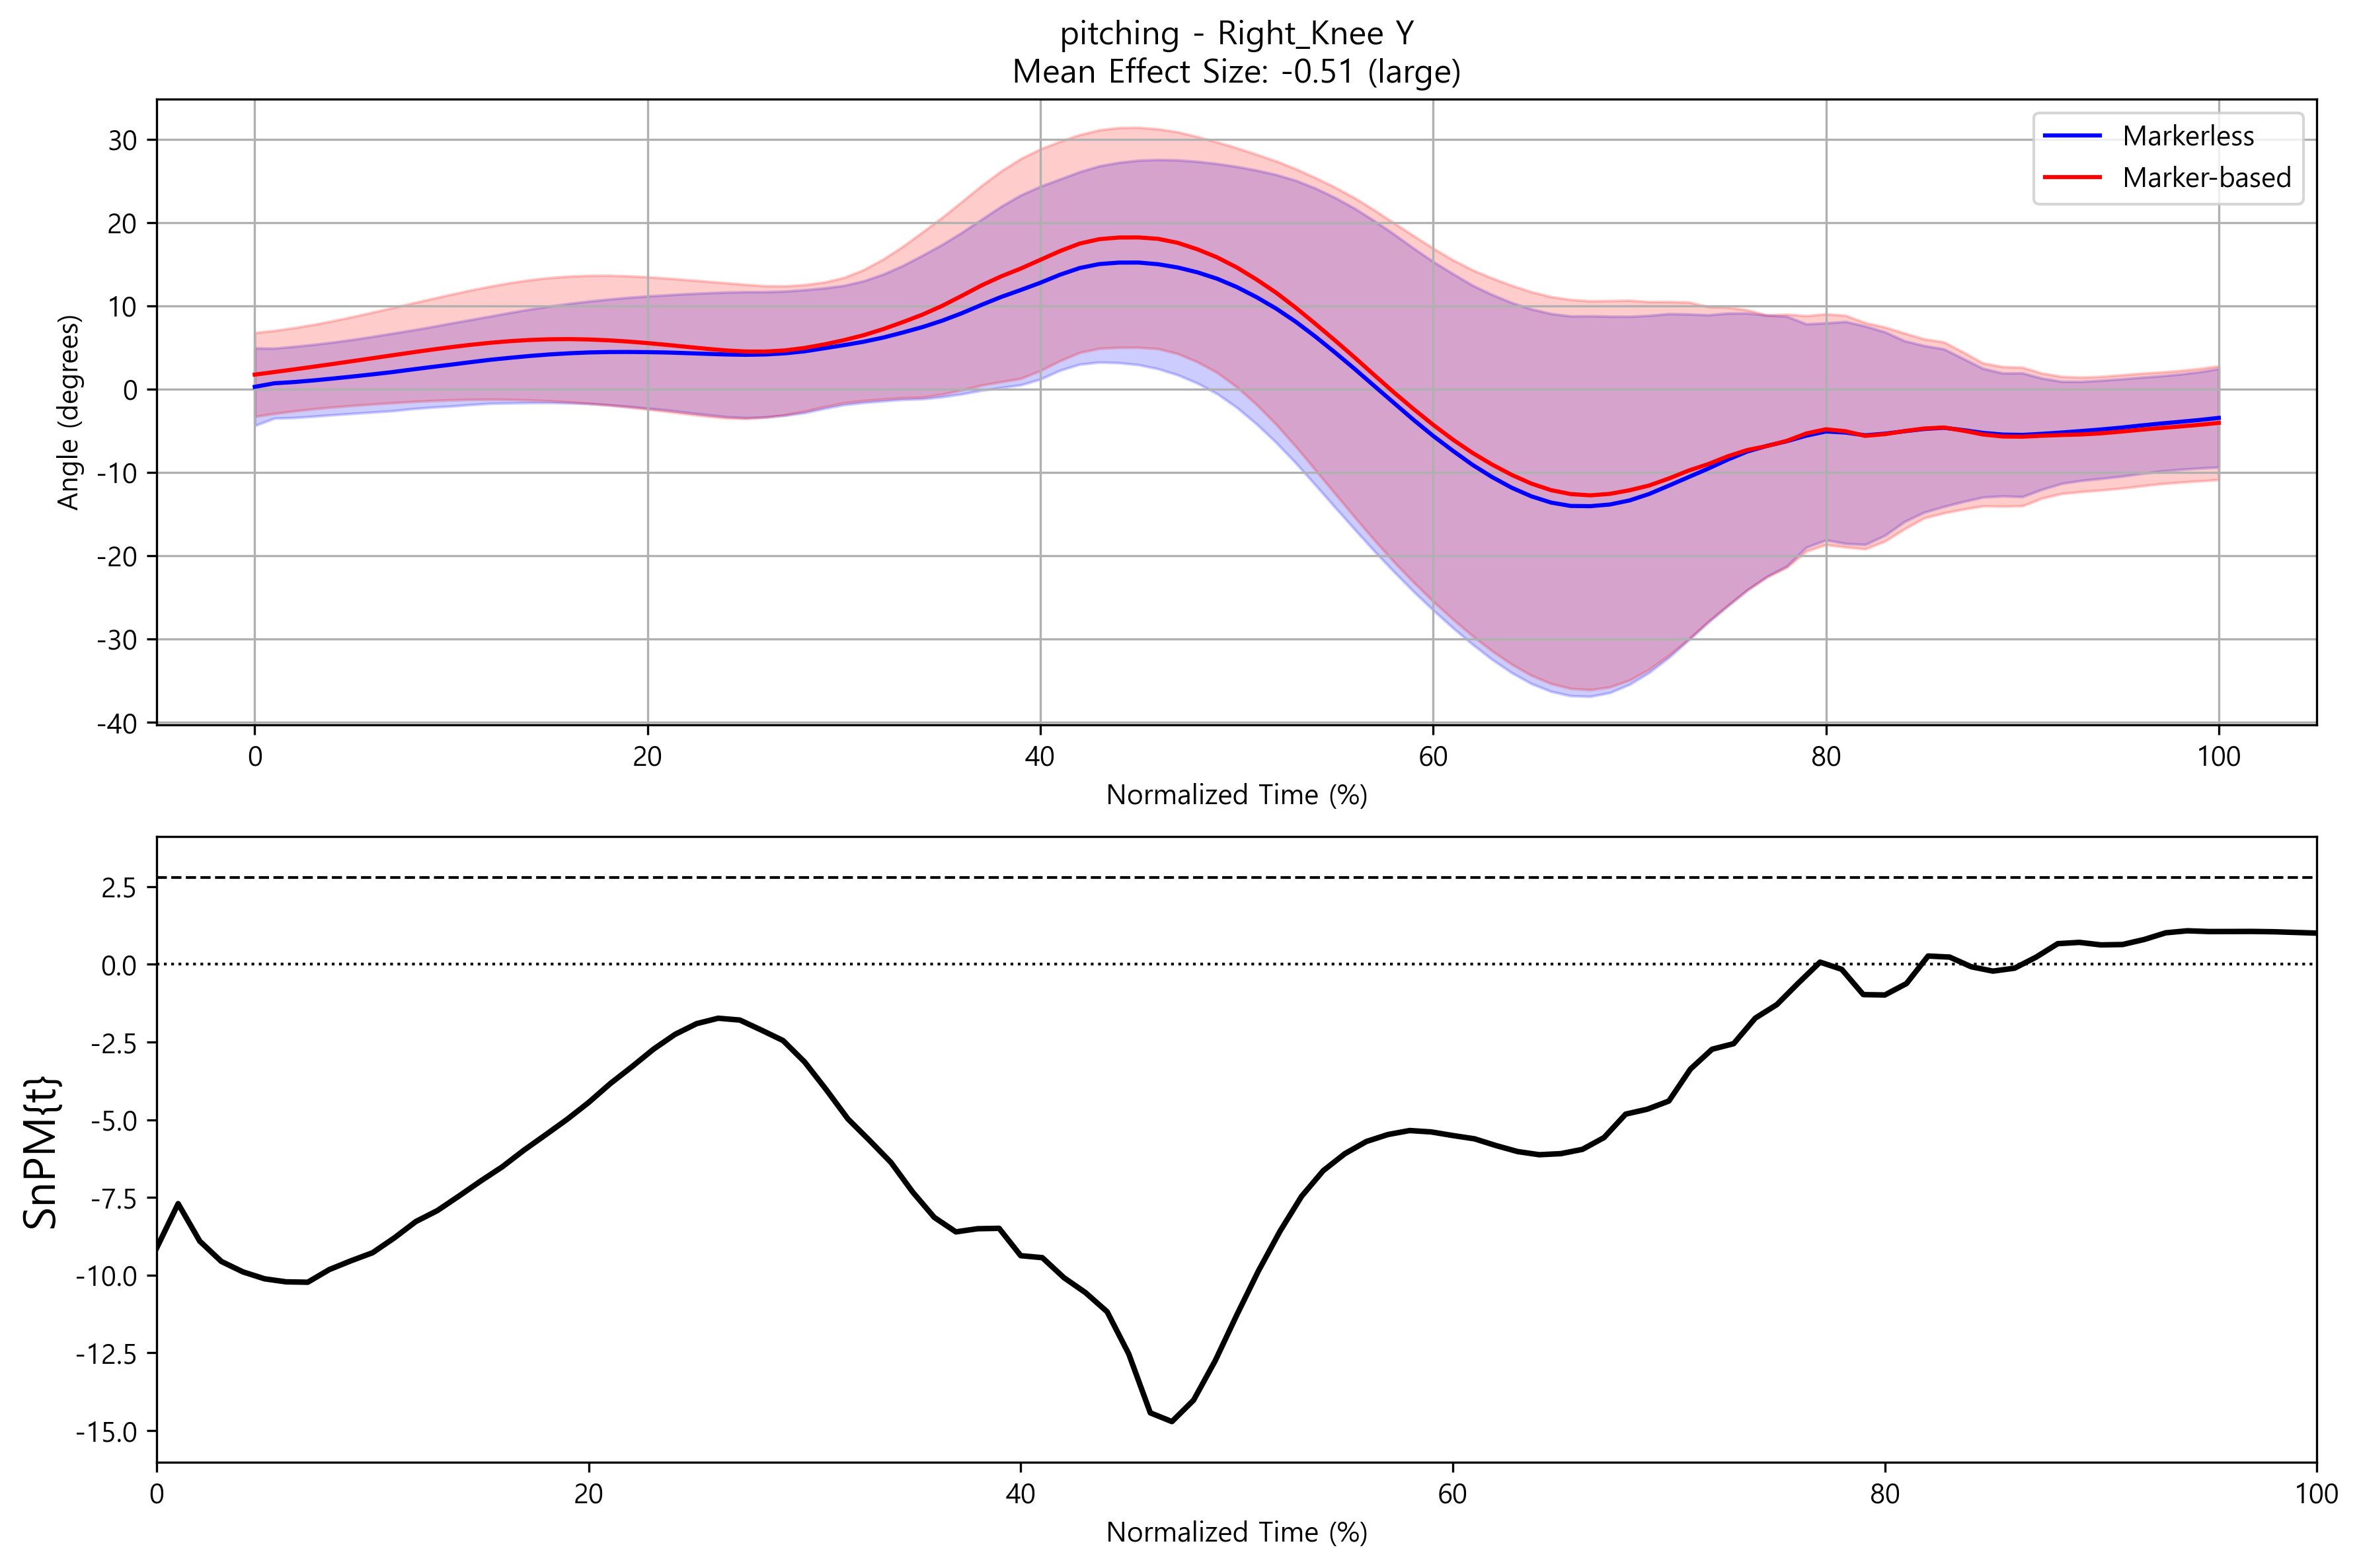 pitching - Right_Knee Y
Mean Effect Size: -0.51 (large)
Markerless
Marker-based
Angle (degrees)
30
20
10
0
-10
-20
-30
-40
0 20 40 60 80 100
Normalized Time (%)
SnPM{t}
2.5
0.0
-2.5
-5.0
-7.5
-10.0
-12.5
-15.0
0 20 40 60 80 100
Normalized Time (%)